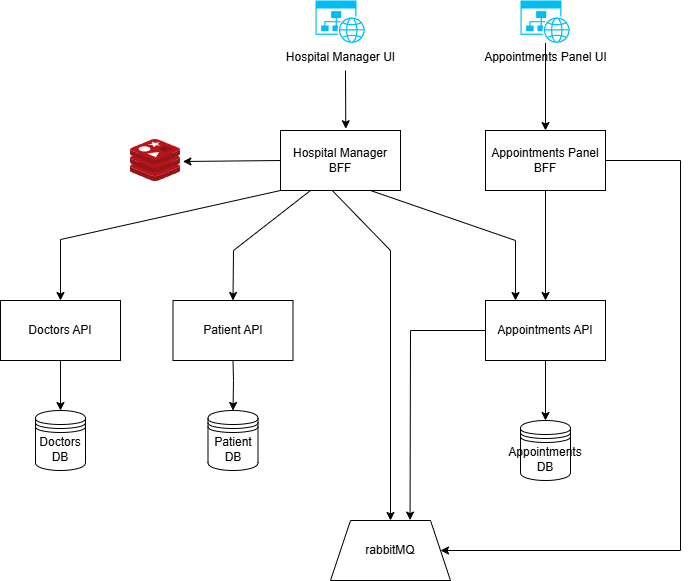 Hospital Manager UI
Appointments Panel UI
Hospital Manager
BFF
Appointments Panel
BFF
Doctors API
Patient API
Appointments API
Doctors
DB
Patient
DB
Appointments
DB
rabbitMQ